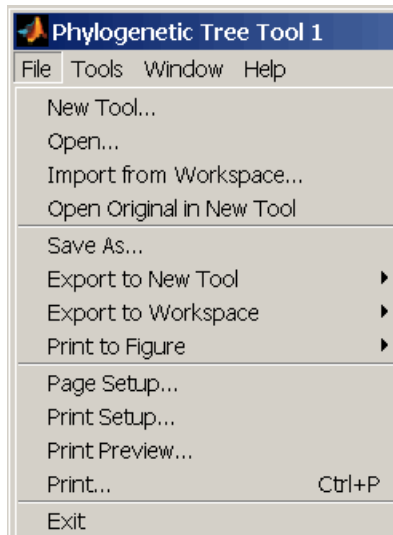 Phylogenetic Tree Tool 1
File Tools Window Help
New Tool...
Open...
Import from Workspace...
Open Original in New Tool
Save As...
Export to New Tool
Export to Workspace
Print to Figure
Page Setup...
Print Setup...
Print Preview...
Print... Ctrl+P
Exit